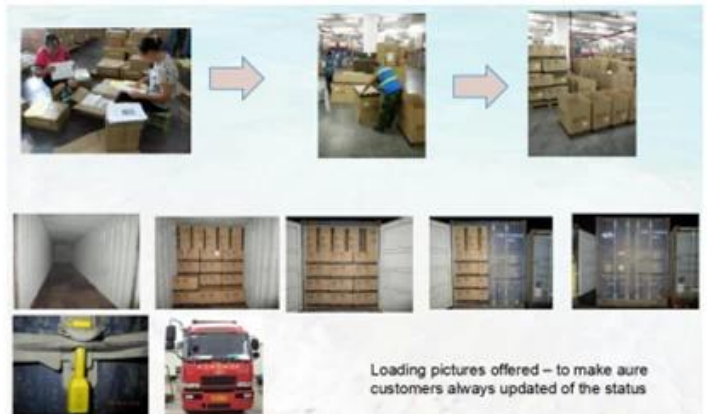 Loading pictures offered – to make aure
customers always updated of the status